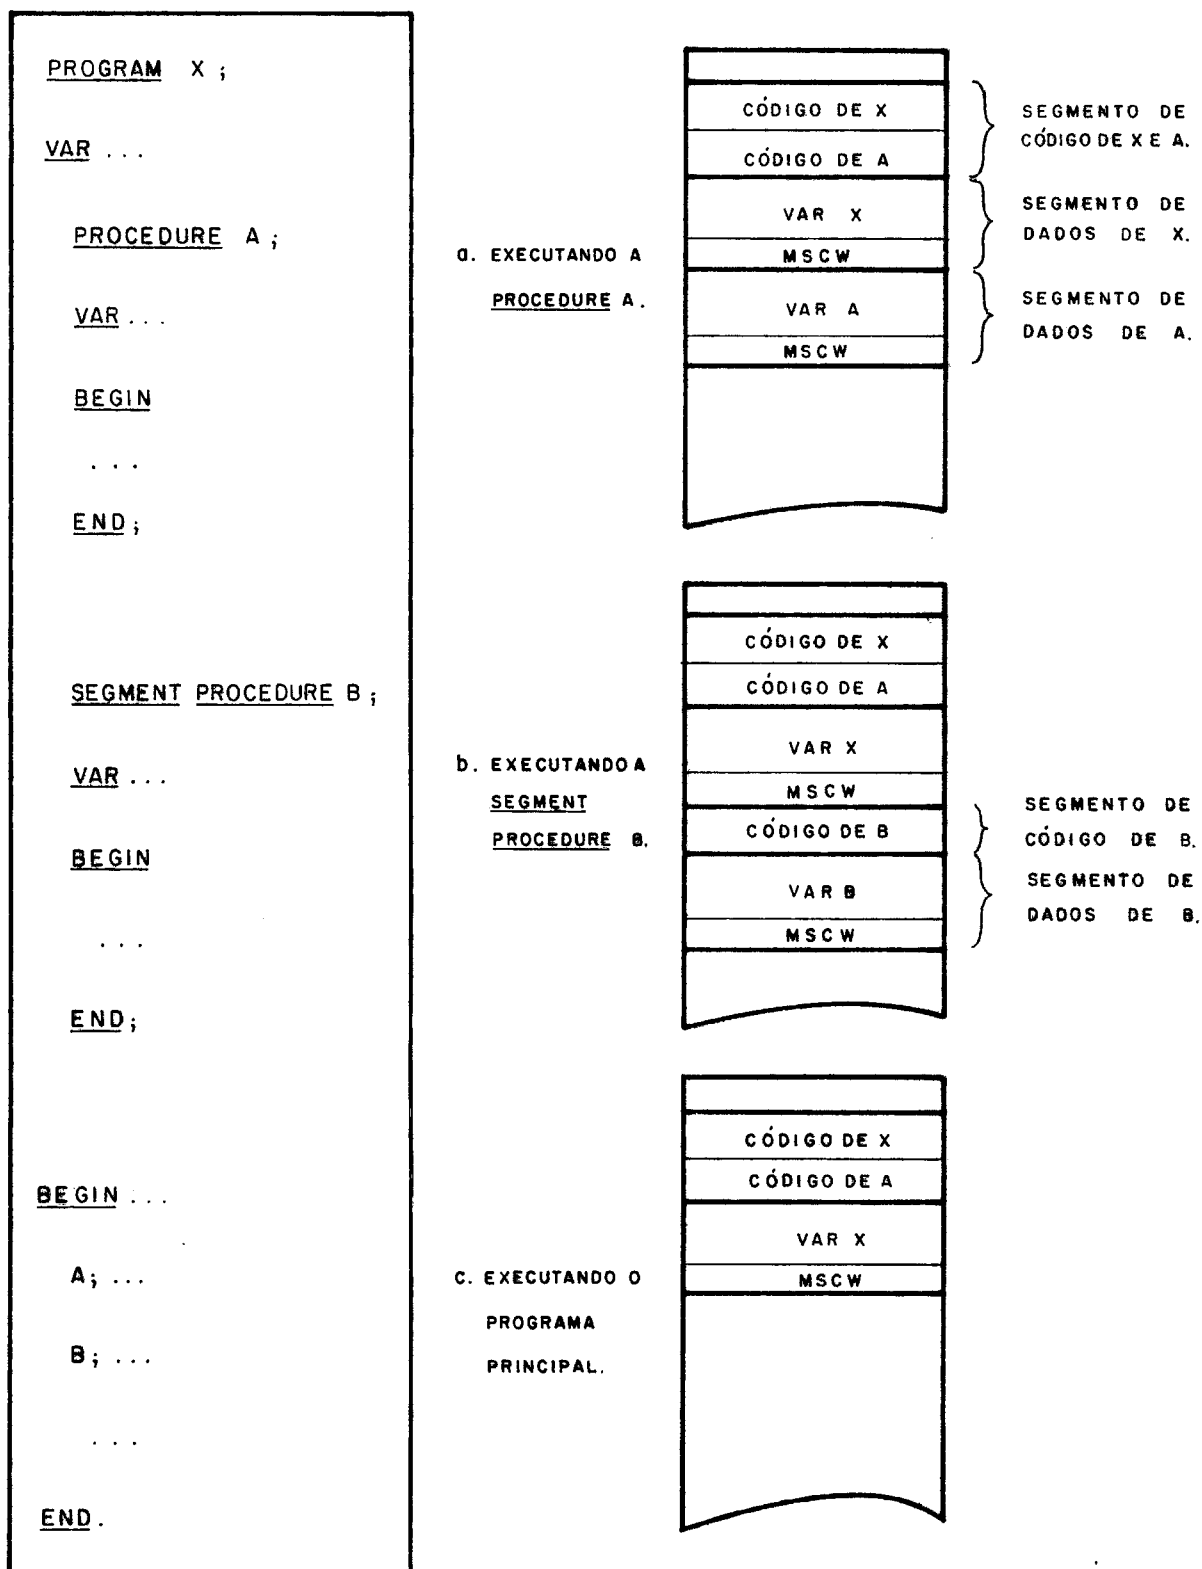 PROGRAM X ;
VAR ...
PROCEDURE A ;
VAR ...
BEGIN
...
END ;
SEGMENT PROCEDURE B ;
VAR ...
BEGIN
...
END ;
BEGIN ...
A ; ...
B ; ...
...
END .
a. EXECUTANDO A
PROCEDURE A .
CÓDIGO DE X
CÓDIGO DE A
VAR X
MSCW
VAR A
MSCW
SEGMENTO DE
CÓDIGO DE X E A.
SEGMENTO DE
DADOS DE X.
SEGMENTO DE
DADOS DE A.
b. EXECUTANDO A
SEGMENT
PROCEDURE B.
CÓDIGO DE X
CÓDIGO DE A
VAR X
MSCW
CÓDIGO DE B
VAR B
MSCW
SEGMENTO DE
CÓDIGO DE B.
SEGMENTO DE
DADOS DE B.
C. EXECUTANDO O
PROGRAMA
PRINCIPAL.
CÓDIGO DE X
CÓDIGO DE A
VAR X
MSCW